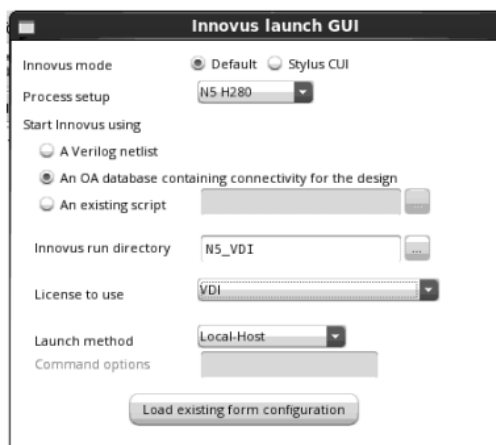 Innovus launch GUI
Innovus mode Default Stylus CUI
Process setup N5 H280
Start Innovus using
A Verilog netlist
An OA database containing connectivity for the design
An existing script ...
Innovus run directory N5_VDI ...
License to use VDI
Launch method Local-Host
Command options
Load existing form configuration